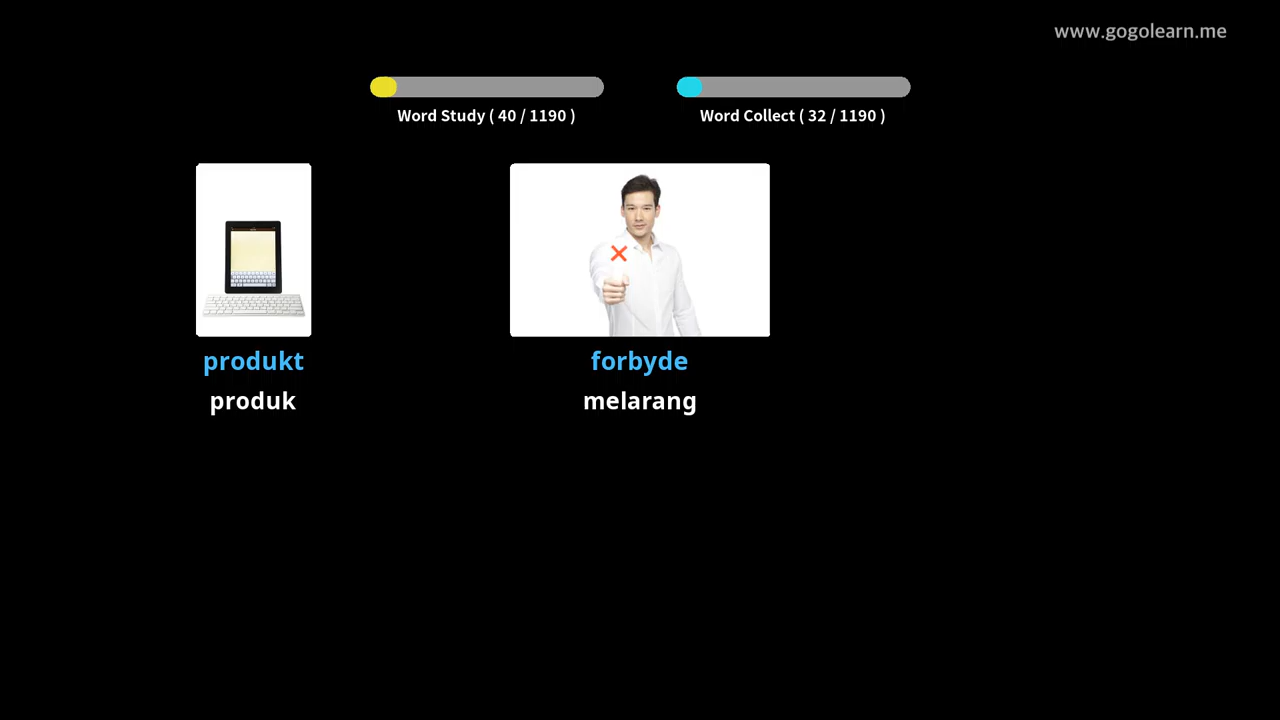 www.gogolearn.me
Word Study ( 40 / 1190 )
Word Collect ( 32 / 1190 )
produkt
produk
forbyde
melarang